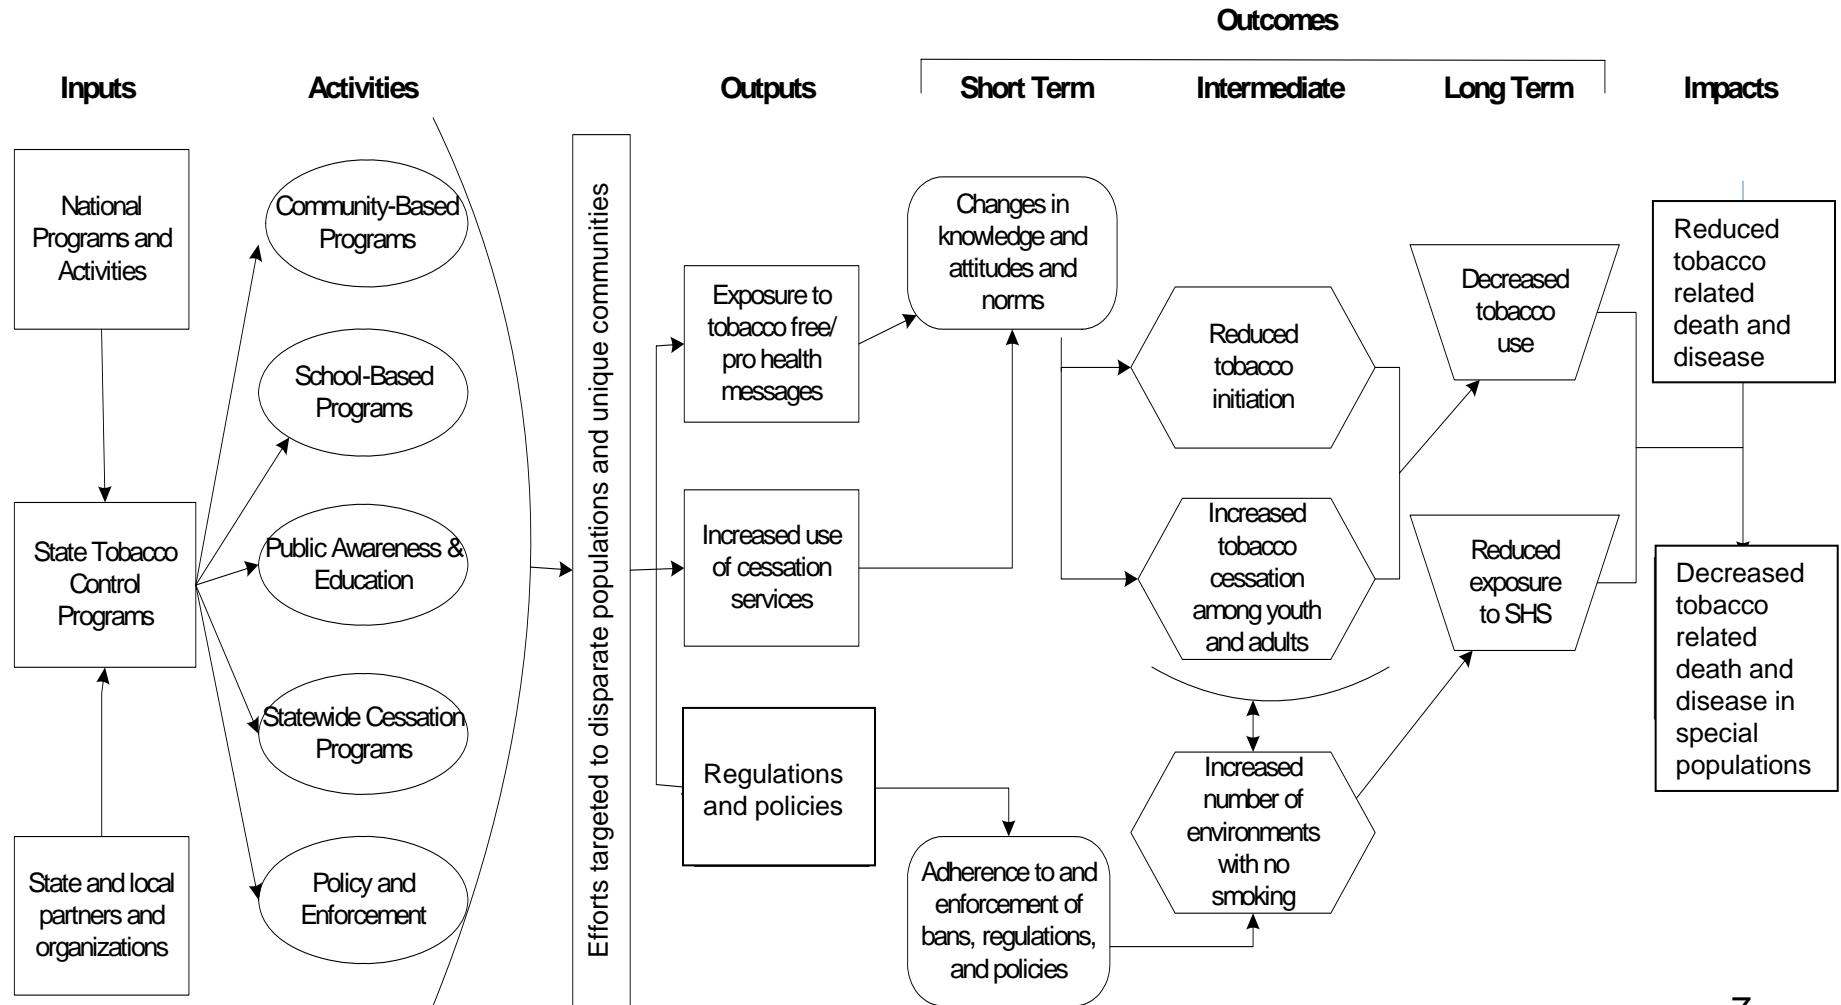 Outcomes
Inputs
Activities
Outputs
Short Term
Intermediate
Long Term
Impacts
National
Programs and
Activities
State Tobacco
Control
Programs
State and local
partners and
organizations
Community-Based
Programs
School-Based
Programs
Public Awareness &
Education
Statewide Cessation
Programs
Policy and
Enforcement
Efforts targeted to disparate populations and unique communities
Exposure to
tobacco free/
pro health
messages
Increased use
of cessation
services
Regulations
and policies
Changes in
knowledge and
attitudes and
norms
Adherence to and
enforcement of
bans, regulations,
and policies
Reduced
tobacco
initiation
Increased
tobacco
cessation
among youth
and adults
Increased
number of
environments
with no
smoking
Decreased
tobacco
use
Reduced
exposure
to SHS
Reduced
tobacco
related
death and
disease
Decreased
tobacco
related
death and
disease in
special
populations